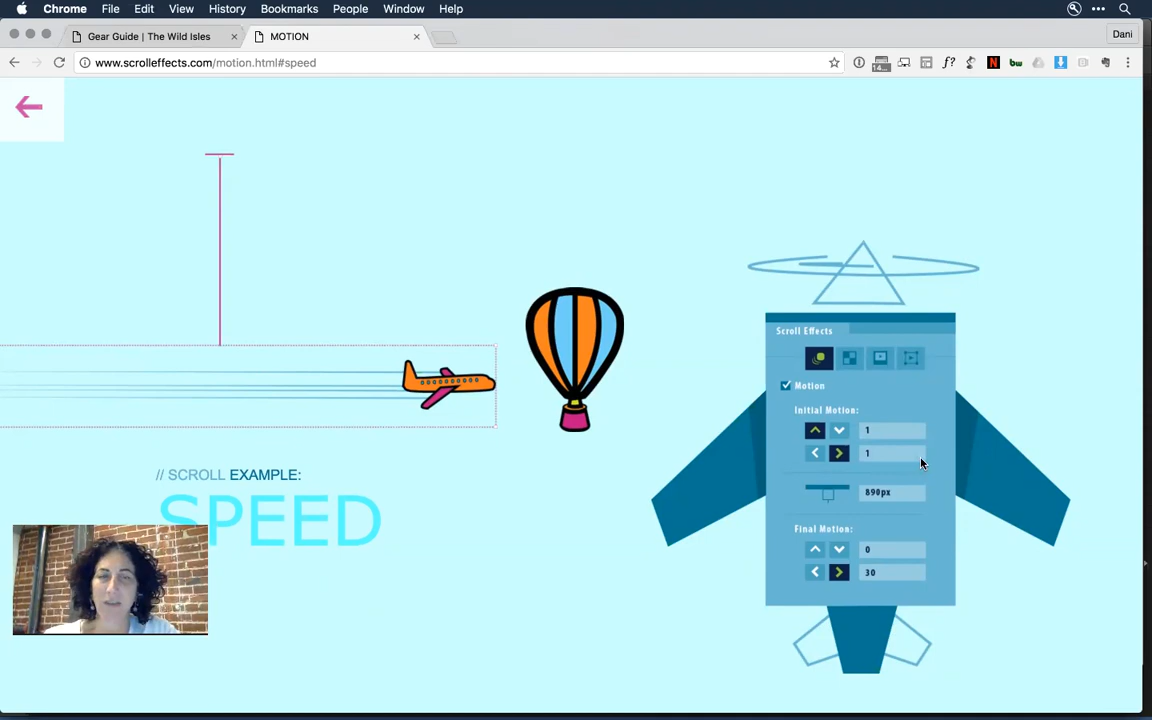 Chrome File Edit View History Bookmarks People Window Help
Gear Guide | The Wild Isles
MOTION
Dani
www.scrolleffects.com/motion.html#speed
f?
N
bw
Scroll Effects
Motion
Initial Motion:
1
1
890px
Final Motion:
0
30
// SCROLL EXAMPLE:
SPEED